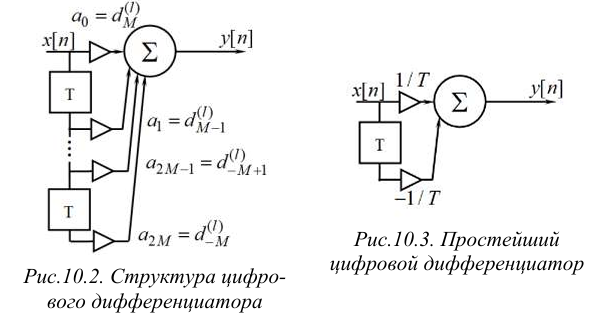 a₀ = d_M^(l)
x[n]
Σ
y[n]
T
a₁ = d_{M−1}^(l)
a_{2M−1} = d_{−M+1}^(l)
T
a_{2M} = d_{−M}^(l)
Рис.10.2. Структура цифро-
вого дифференциатора
1/T
x[n]
Σ
y[n]
T
−1/T
Рис.10.3. Простейший
цифровой дифференциатор